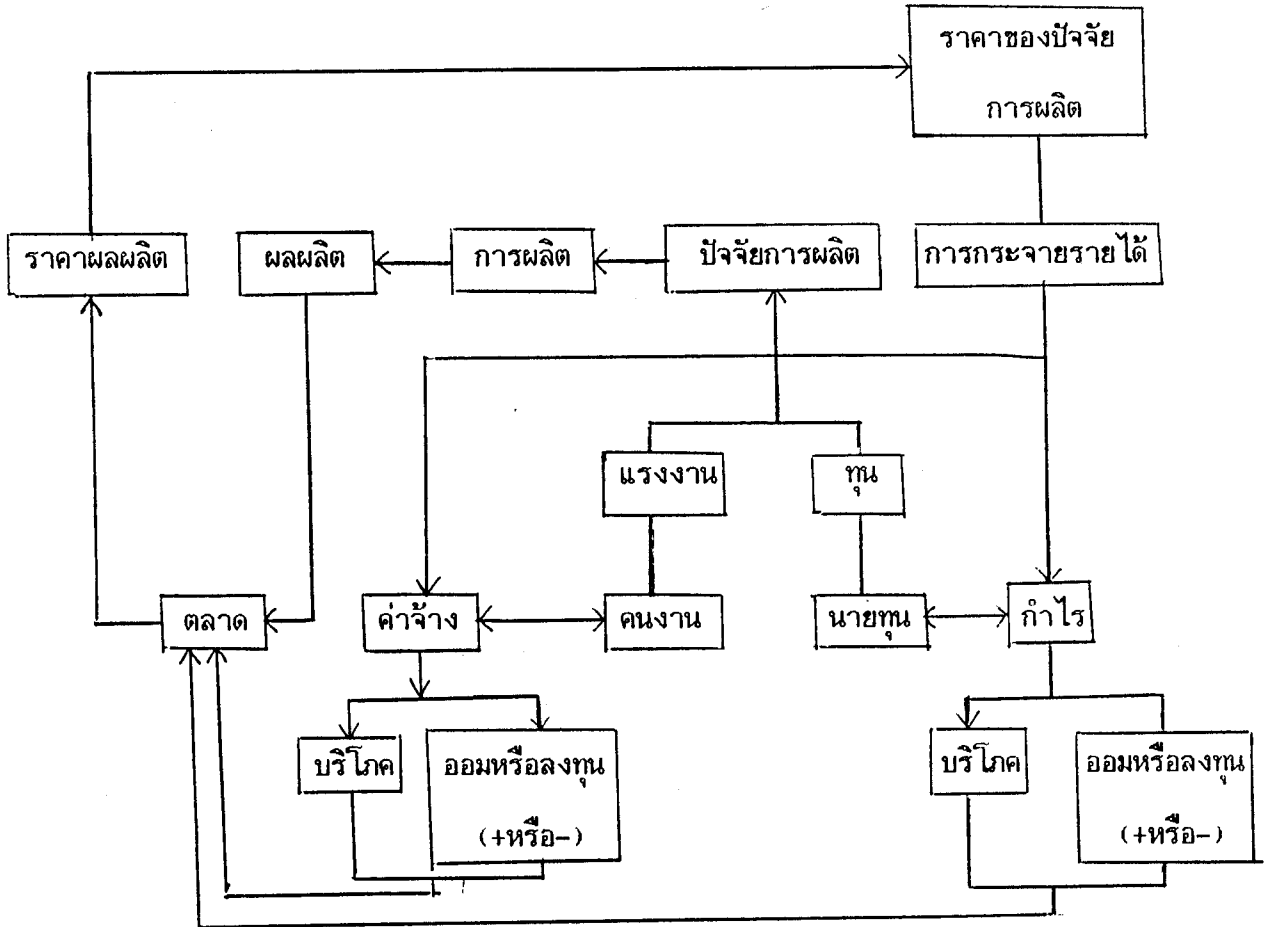 ราคาของปัจจัย
การผลิต
ราคาผลผลิต
ผลผลิต
การผลิต
ปัจจัยการผลิต
การกระจายรายได้
แรงงาน
ทุน
ตลาด
ค่าจ้าง
คนงาน
นายทุน
กำไร
บริโภค
ออมหรือลงทุน
(+หรือ-)
บริโภค
ออมหรือลงทุน
(+หรือ-)